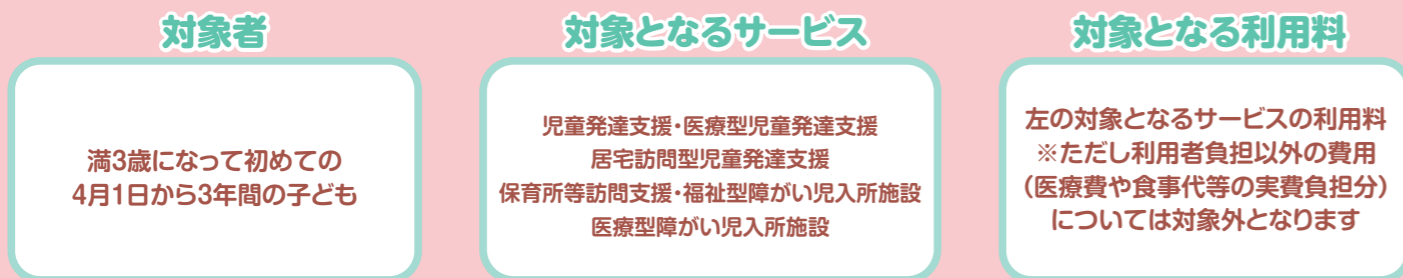 対象者
満3歳になって初めての
4月1日から3年間の子ども
対象となるサービス
児童発達支援・医療型児童発達支援
居宅訪問型児童発達支援
保育所等訪問支援・福祉型障がい児入所施設
医療型障がい児入所施設
対象となる利用料
左の対象となるサービスの利用料
※ただし利用者負担以外の費用
(医療費や食事代等の実費負担分)
については対象外となります